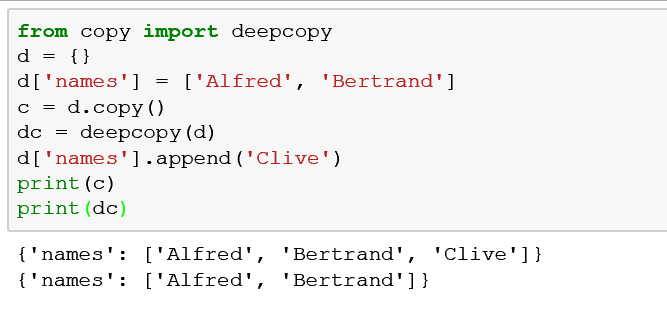 from copy import deepcopy
d = {}
d['names'] = ['Alfred', 'Bertrand']
c = d.copy()
dc = deepcopy(d)
d['names'].append('Clive')
print(c)
print(dc)
{'names': ['Alfred', 'Bertrand', 'Clive']}
{'names': ['Alfred', 'Bertrand']}